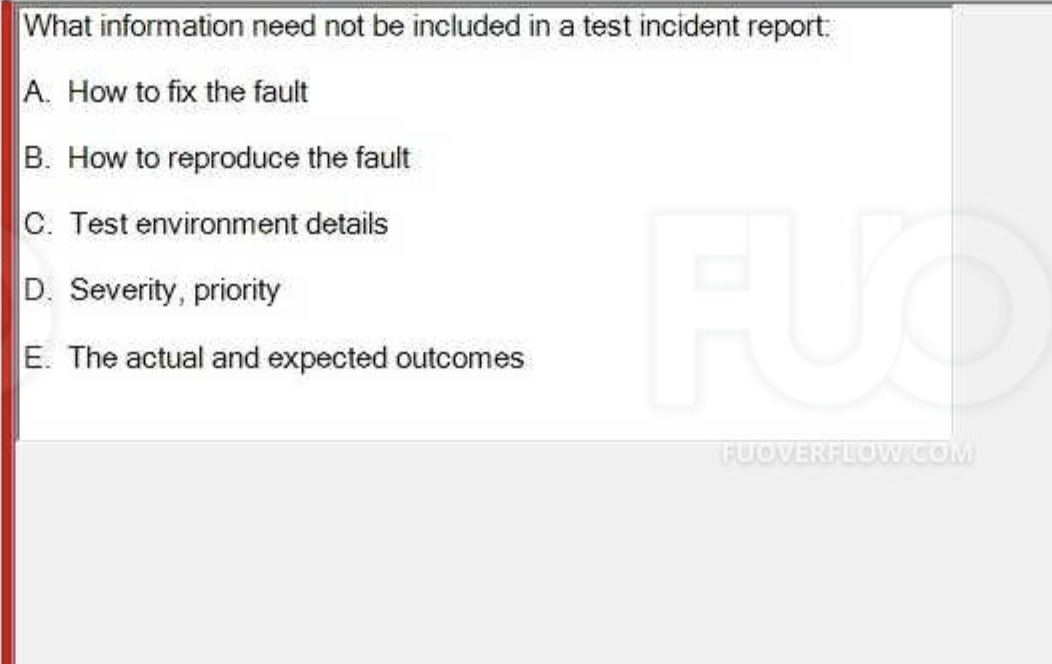 What information need not be included in a test incident report:
A. How to fix the fault
B. How to reproduce the fault
C. Test environment details
D. Severity, priority
E. The actual and expected outcomes
FUO
FUOVERFLOW.COM